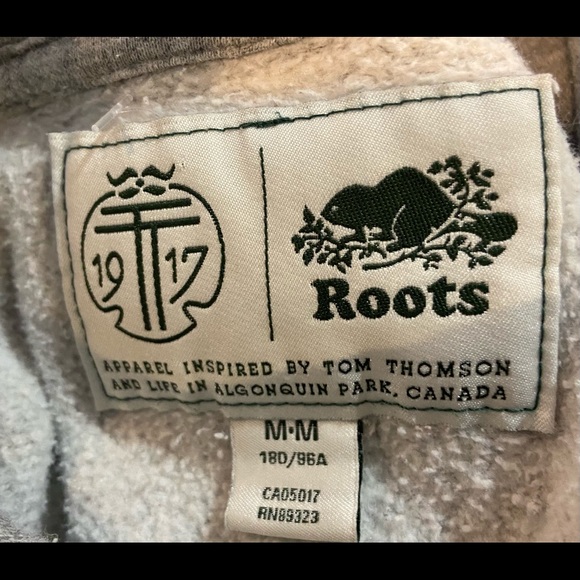 19 17
Roots
APPAREL INSPIRED BY TOM THOMSON
AND LIFE IN ALGONQUIN PARK, CANADA
M·M
180/96A
CA05017
RN89323